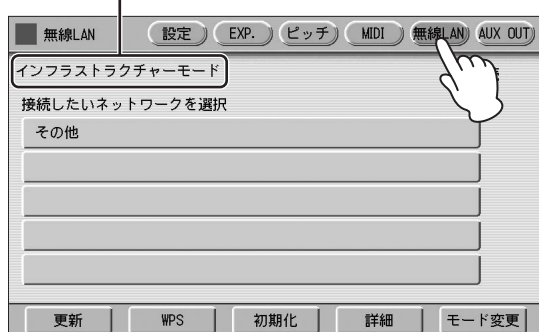 無線LAN 設定 EXP. ピッチ MIDI 無線LAN AUX OUT
インフラストラクチャーモード
接続したいネットワークを選択
その他
更新 WPS 初期化 詳細 モード変更